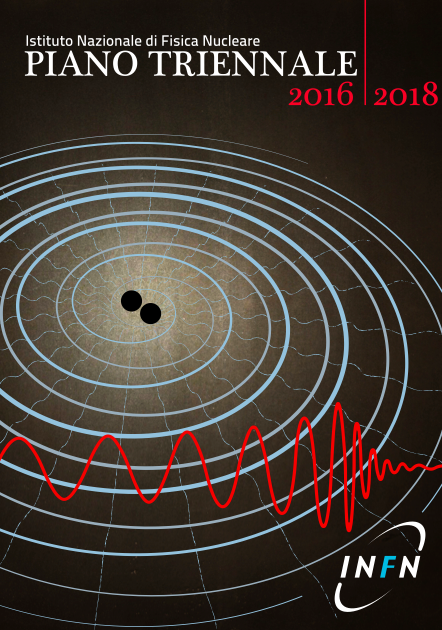 Istituto Nazionale di Fisica Nucleare
PIANO TRIENNALE
2016 2018
INFN